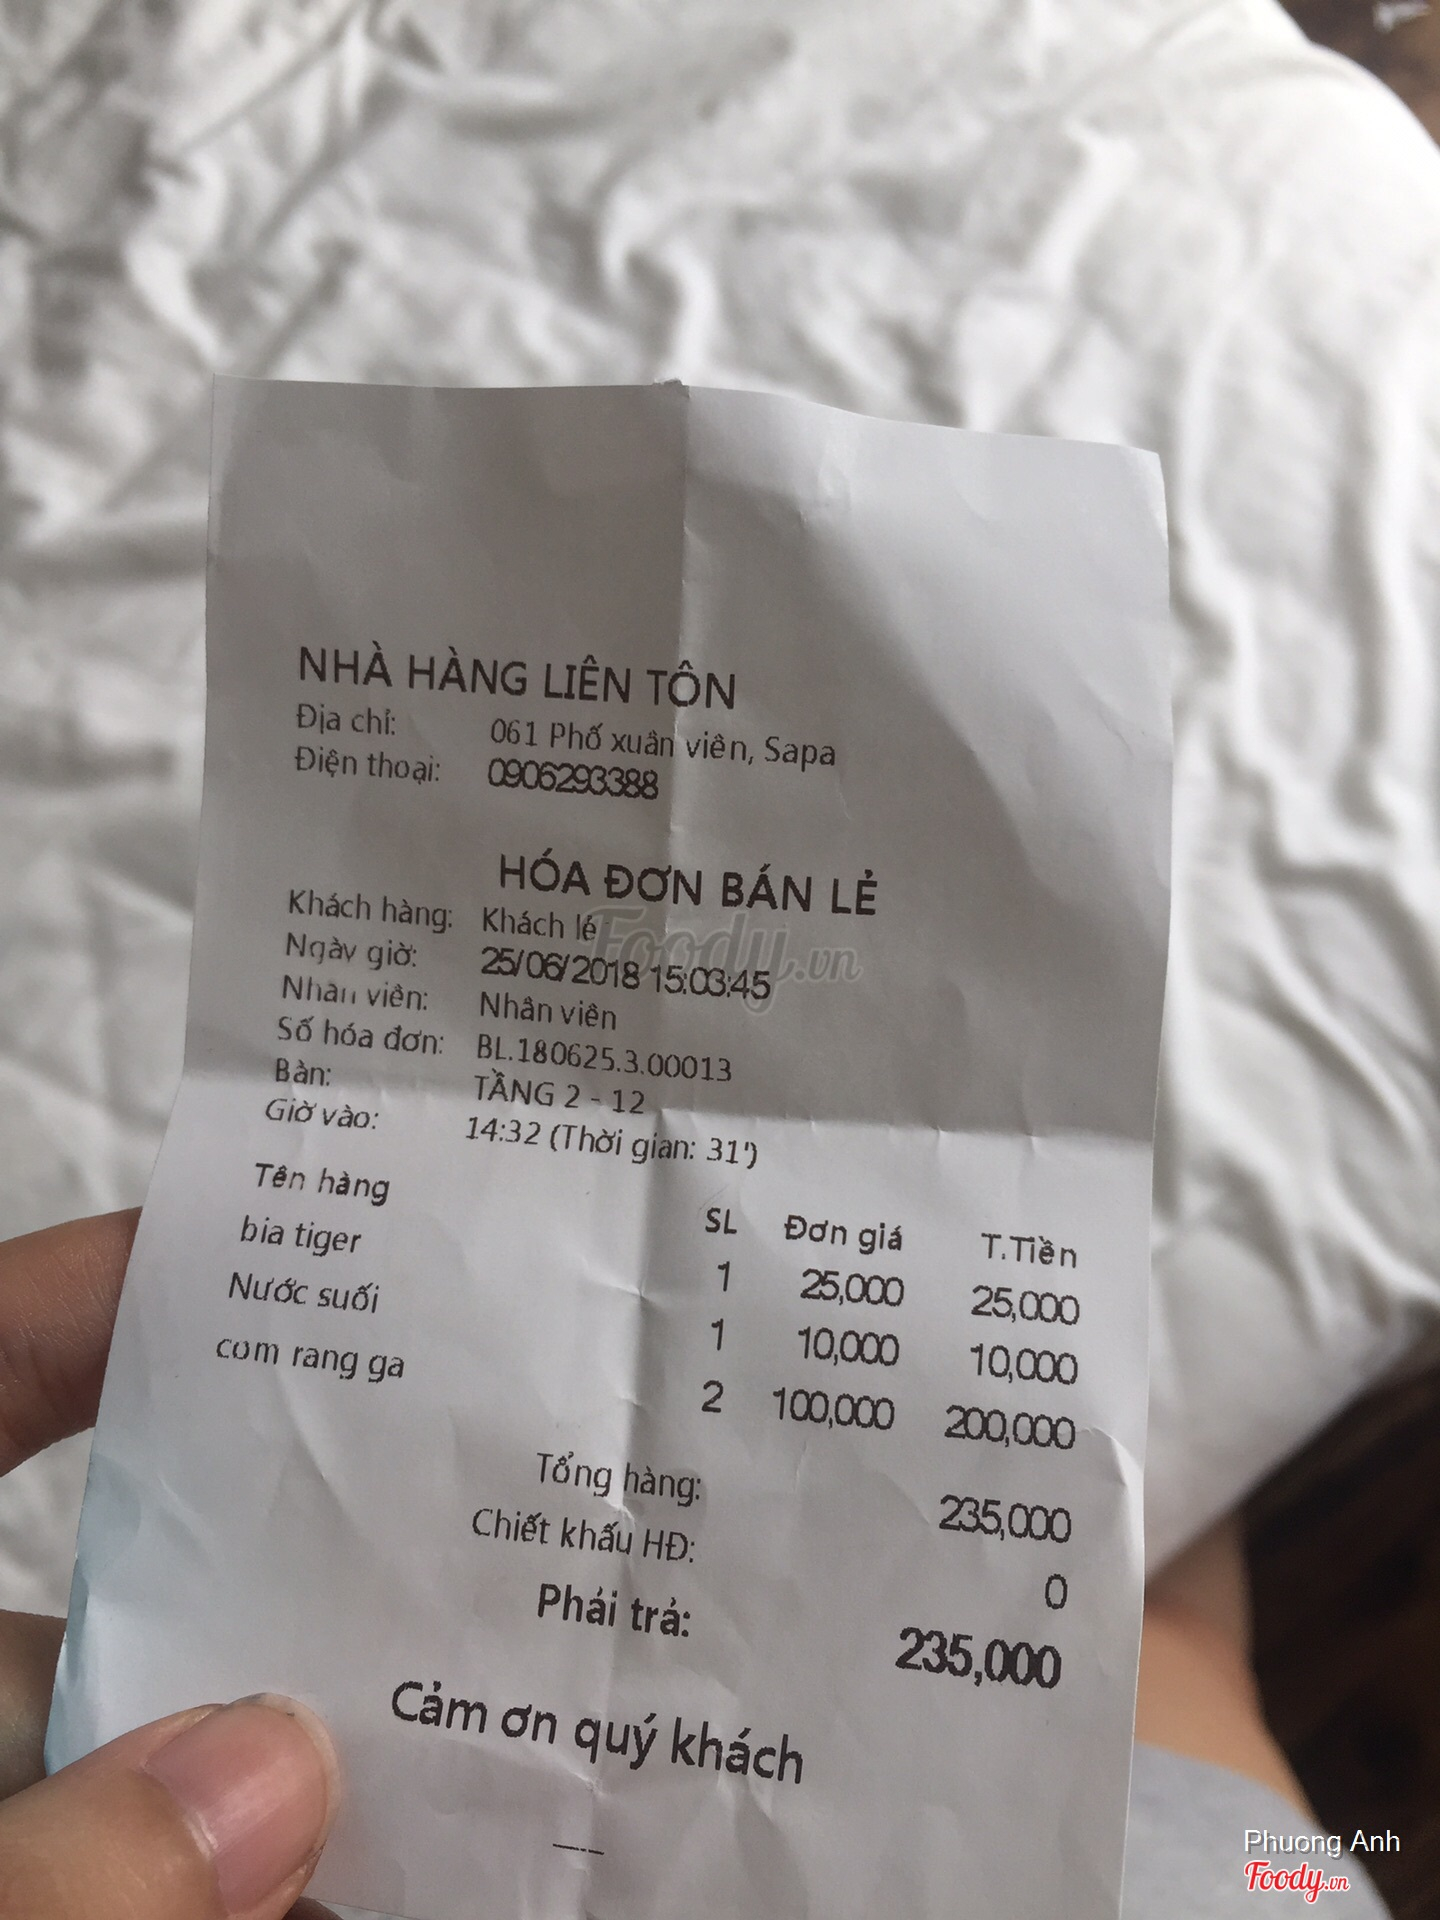 NHÀ HÀNG LIÊN TÔN
Địa chỉ: 061 Phố xuân viên, Sapa
Điện thoại: 0906293388
HÓA ĐƠN BÁN LẺ
Khách hàng: Khách lẻ
Ngày giờ: 25/06/2018 15:03:45
Nhân viên: Nhân viên
Số hóa đơn: BL.180625.3.00013
Bàn: TẦNG 2 - 12
Giờ vào: 14:32 (Thời gian: 31')
Tên hàng SL Đơn giá T.Tiền
bia tiger 1 25,000 25,000
Nước suối 1 10,000 10,000
com rang ga 2 100,000 200,000
Tổng hàng: 235,000
Chiết khấu HĐ: 0
Phải trả: 235,000
Cảm ơn quý khách
Foody.vn
Phuong Anh
Foody.vn